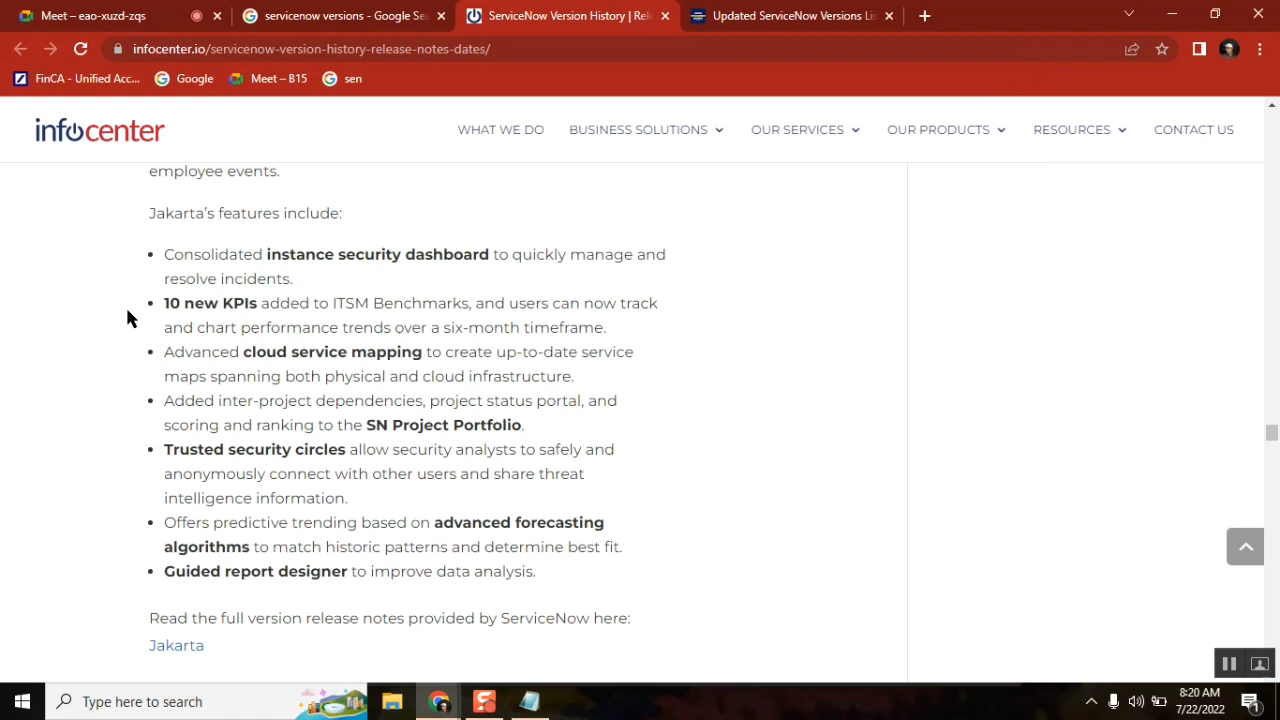 Meet – eao-xuzd-zqs
servicenow versions - Google Se
ServiceNow Version History | Rele
Updated ServiceNow Versions Lis
infocenter.io/servicenow-version-history-release-notes-dates/
FinCA - Unified Acc...
Google
Meet – B15
sen
infocenter
WHAT WE DO
BUSINESS SOLUTIONS
OUR SERVICES
OUR PRODUCTS
RESOURCES
CONTACT US
employee events.
Jakarta’s features include:
• Consolidated instance security dashboard to quickly manage and
resolve incidents.
• 10 new KPIs added to ITSM Benchmarks, and users can now track
and chart performance trends over a six-month timeframe.
• Advanced cloud service mapping to create up-to-date service
maps spanning both physical and cloud infrastructure.
• Added inter-project dependencies, project status portal, and
scoring and ranking to the SN Project Portfolio.
• Trusted security circles allow security analysts to safely and
anonymously connect with other users and share threat
intelligence information.
• Offers predictive trending based on advanced forecasting
algorithms to match historic patterns and determine best fit.
• Guided report designer to improve data analysis.
Read the full version release notes provided by ServiceNow here:
Jakarta
Type here to search
8:20 AM
7/22/2022
1